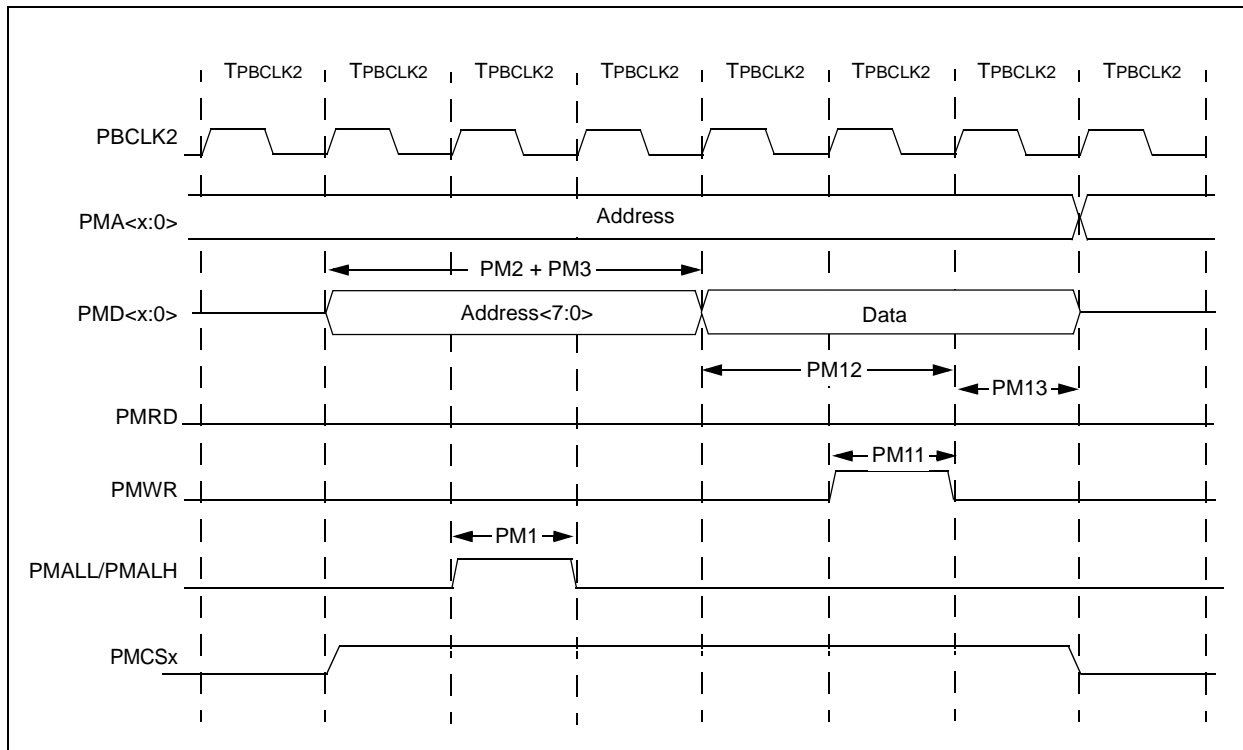 TPBCLK2 TPBCLK2 TPBCLK2 TPBCLK2 TPBCLK2 TPBCLK2 TPBCLK2 TPBCLK2
PBCLK2
PMA<x:0>
Address
PM2 + PM3
PMD<x:0>
Address<7:0>
Data
PM12
PM13
PMRD
PM11
PMWR
PM1
PMALL/PMALH
PMCSx